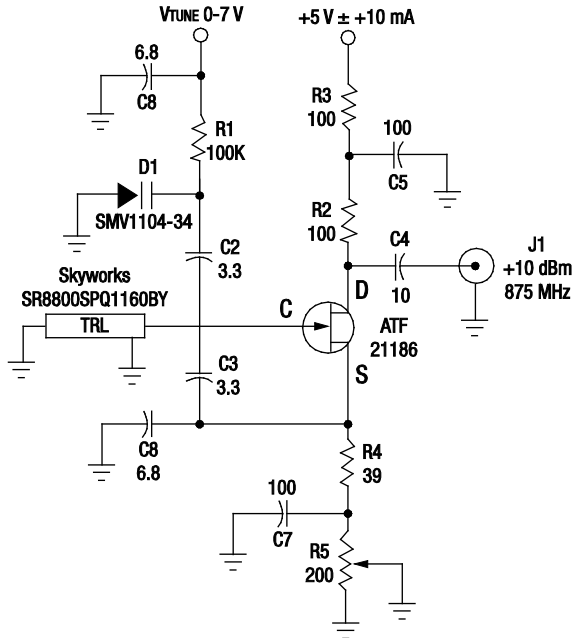 VTUNE 0-7 V
+5 V ± +10 mA
6.8
C8
R3
100
R1
100K
100
C5
D1
SMV1104-34
R2
100
C2
3.3
C4
10
J1
+10 dBm
875 MHz
Skyworks
SR8800SPQ1160BY
TRL
C
D
ATF
21186
S
C3
3.3
C8
6.8
R4
39
100
C7
R5
200